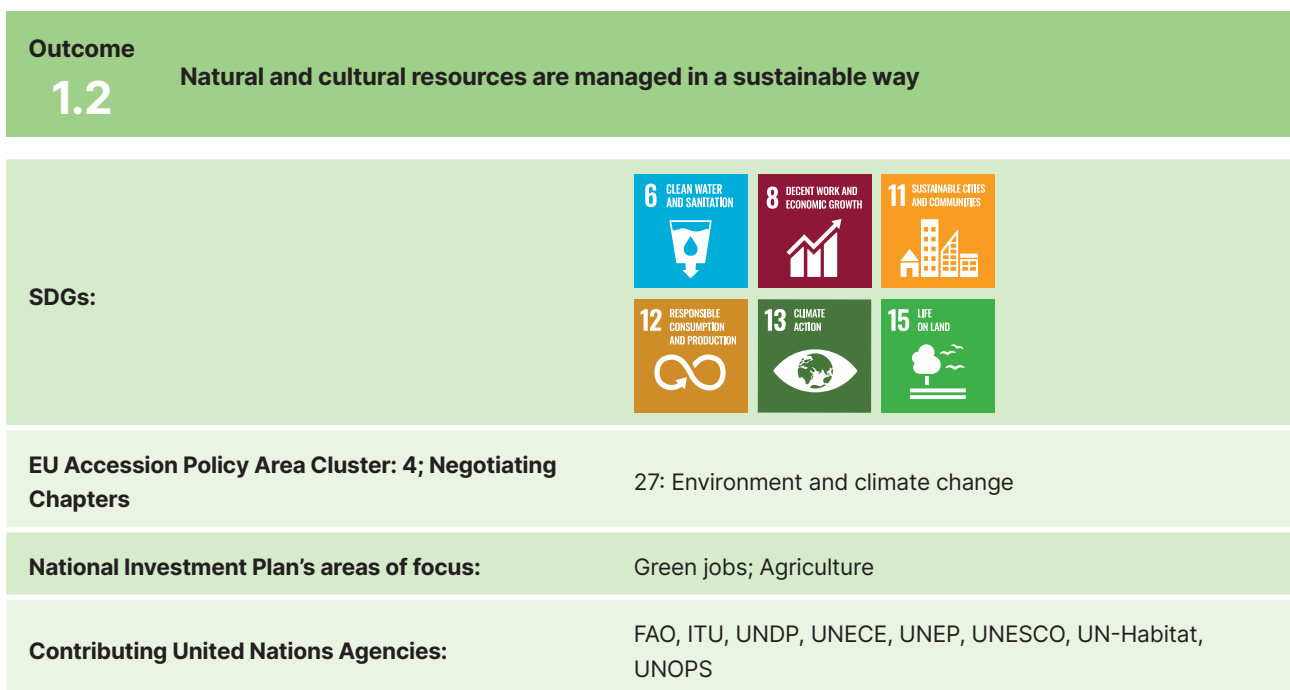 Outcome
1.2
Natural and cultural resources are managed in a sustainable way
SDGs:
6 CLEAN WATER
AND SANITATION
8 DECENT WORK AND
ECONOMIC GROWTH
11 SUSTAINABLE CITIES
AND COMMUNITIES
12 RESPONSIBLE
CONSUMPTION
AND PRODUCTION
13 CLIMATE
ACTION
15 LIFE
ON LAND
EU Accession Policy Area Cluster: 4; Negotiating
Chapters
27: Environment and climate change
National Investment Plan’s areas of focus:
Green jobs; Agriculture
Contributing United Nations Agencies:
FAO, ITU, UNDP, UNECE, UNEP, UNESCO, UN-Habitat,
UNOPS